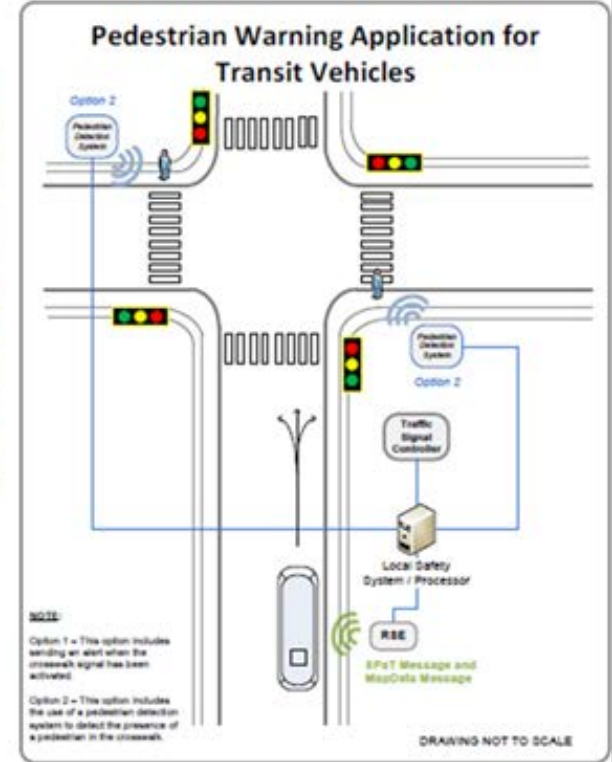 Pedestrian Warning Application for
Transit Vehicles
Option 2
Pedestrian
Detection
System
Pedestrian
Detection
System
Option 2
Traffic
Signal
Controller
Local Safety
System / Processor
RSE
SPaT Message and
MapData Message
NOTE:
Option 1 – This option includes
sending an alert when the
crosswalk signal has been
activated.
Option 2 – This option includes
the use of a pedestrian detection
system to detect the presence of
a pedestrian in the crosswalk.
DRAWING NOT TO SCALE